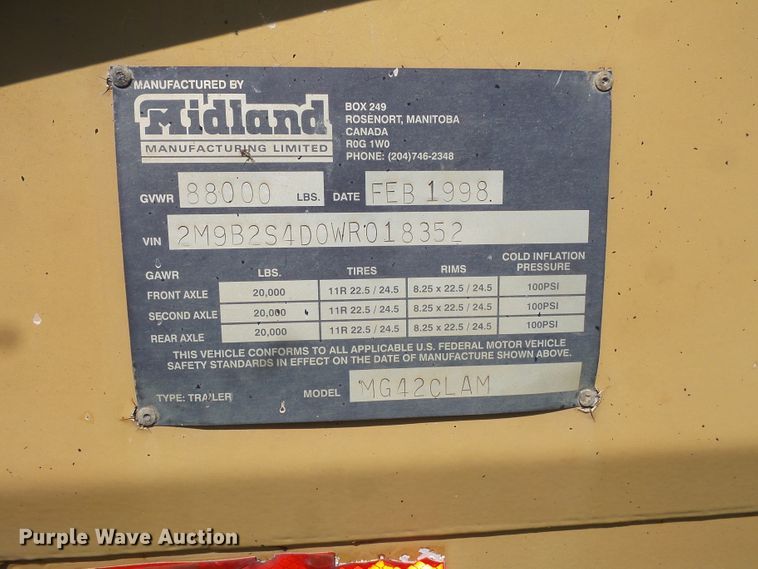 MANUFACTURED BY
Midland
MANUFACTURING LIMITED
BOX 249
ROSENORT, MANITOBA
CANADA
R0G 1W0
PHONE: (204)746-2348
GVWR 88000 LBS. DATE FEB 1998
VIN 2M9B2S4D0WR018352
GAWR LBS. TIRES RIMS COLD INFLATION PRESSURE
FRONT AXLE 20,000 11R 22.5 / 24.5 8.25 x 22.5 / 24.5 100PSI
SECOND AXLE 20,000 11R 22.5 / 24.5 8.25 x 22.5 / 24.5 100PSI
REAR AXLE 20,000 11R 22.5 / 24.5 8.25 x 22.5 / 24.5 100PSI
THIS VEHICLE CONFORMS TO ALL APPLICABLE U.S. FEDERAL MOTOR VEHICLE
SAFETY STANDARDS IN EFFECT ON THE DATE OF MANUFACTURE SHOWN ABOVE.
TYPE: TRAILER MODEL MG42CLAM
Purple Wave Auction